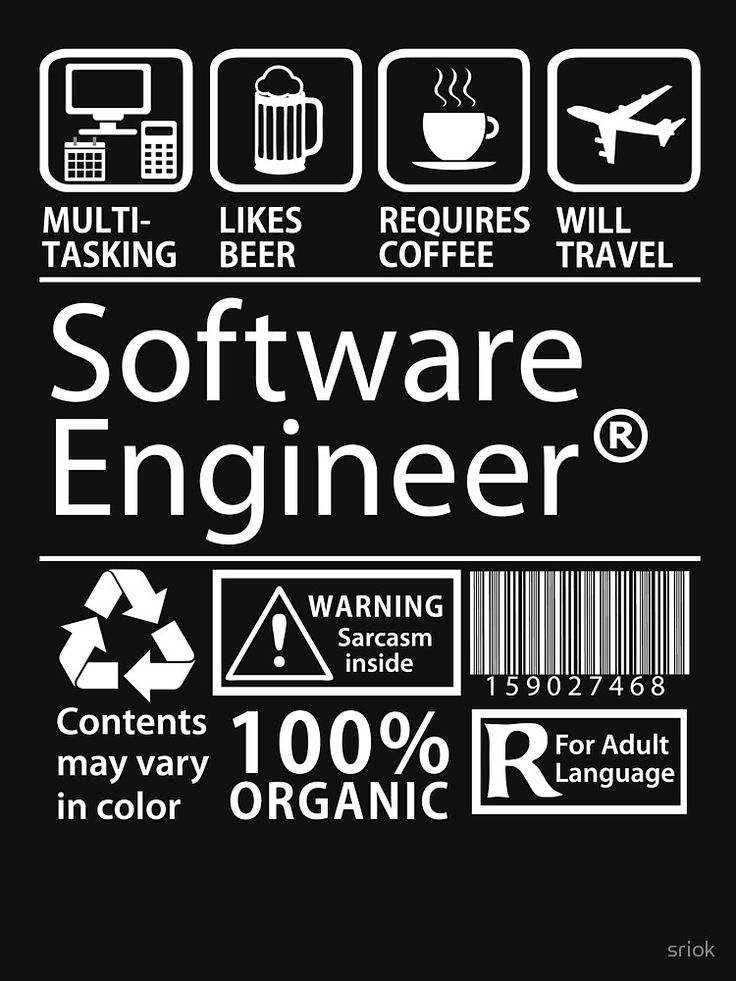 MULTI-
TASKING
LIKES
BEER
REQUIRES
COFFEE
WILL
TRAVEL
Software
Engineer®
WARNING
Sarcasm
inside
159027468
Contents
may vary
in color
100%
ORGANIC
R
For Adult
Language
sriok